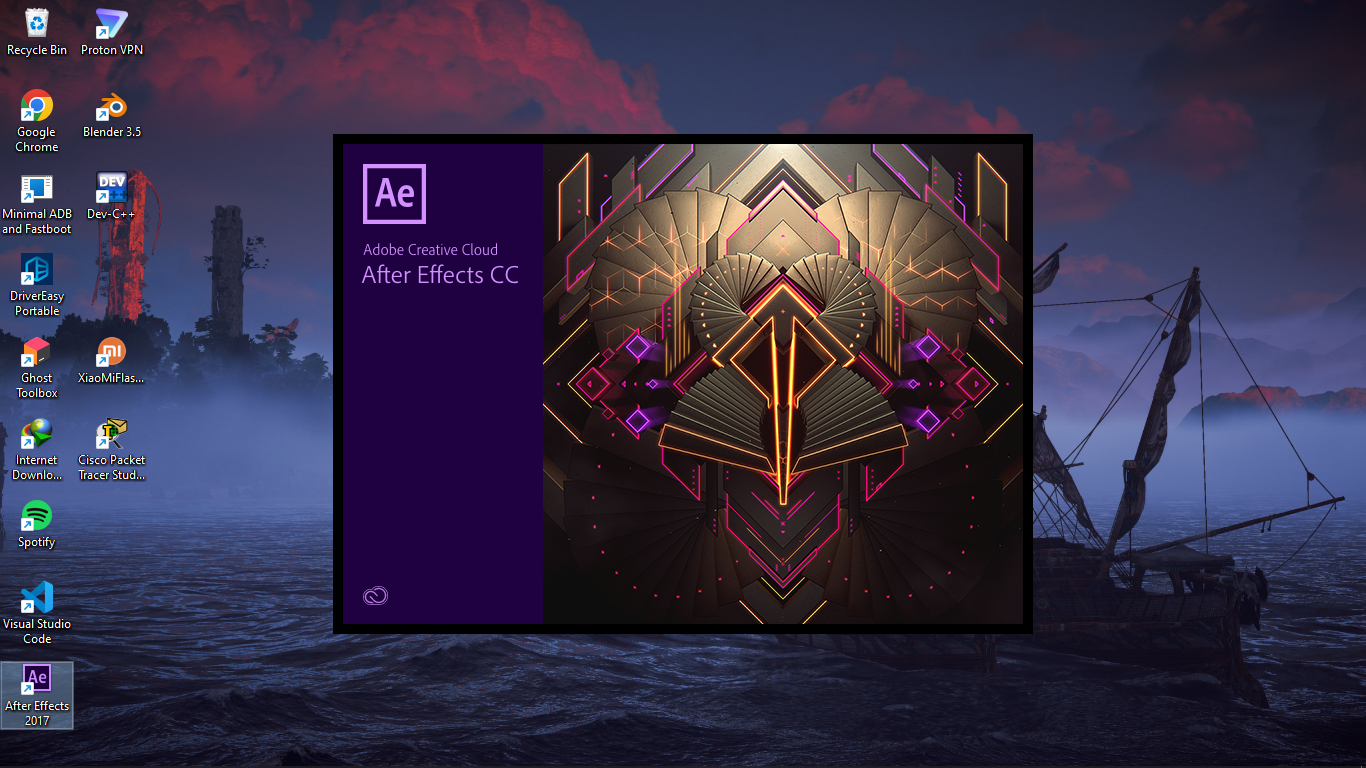 Recycle Bin
Proton VPN
Google
Chrome
Blender 3.5
Minimal ADB
and Fastboot
DEV
Dev-C++
DriverEasy
Portable
Ghost
Toolbox
XiaoMiFlas...
Internet
Downlo...
Cisco Packet
Tracer Stud...
Spotify
Visual Studio
Code
Ae
After Effects
2017
Ae
Adobe Creative Cloud
After Effects CC